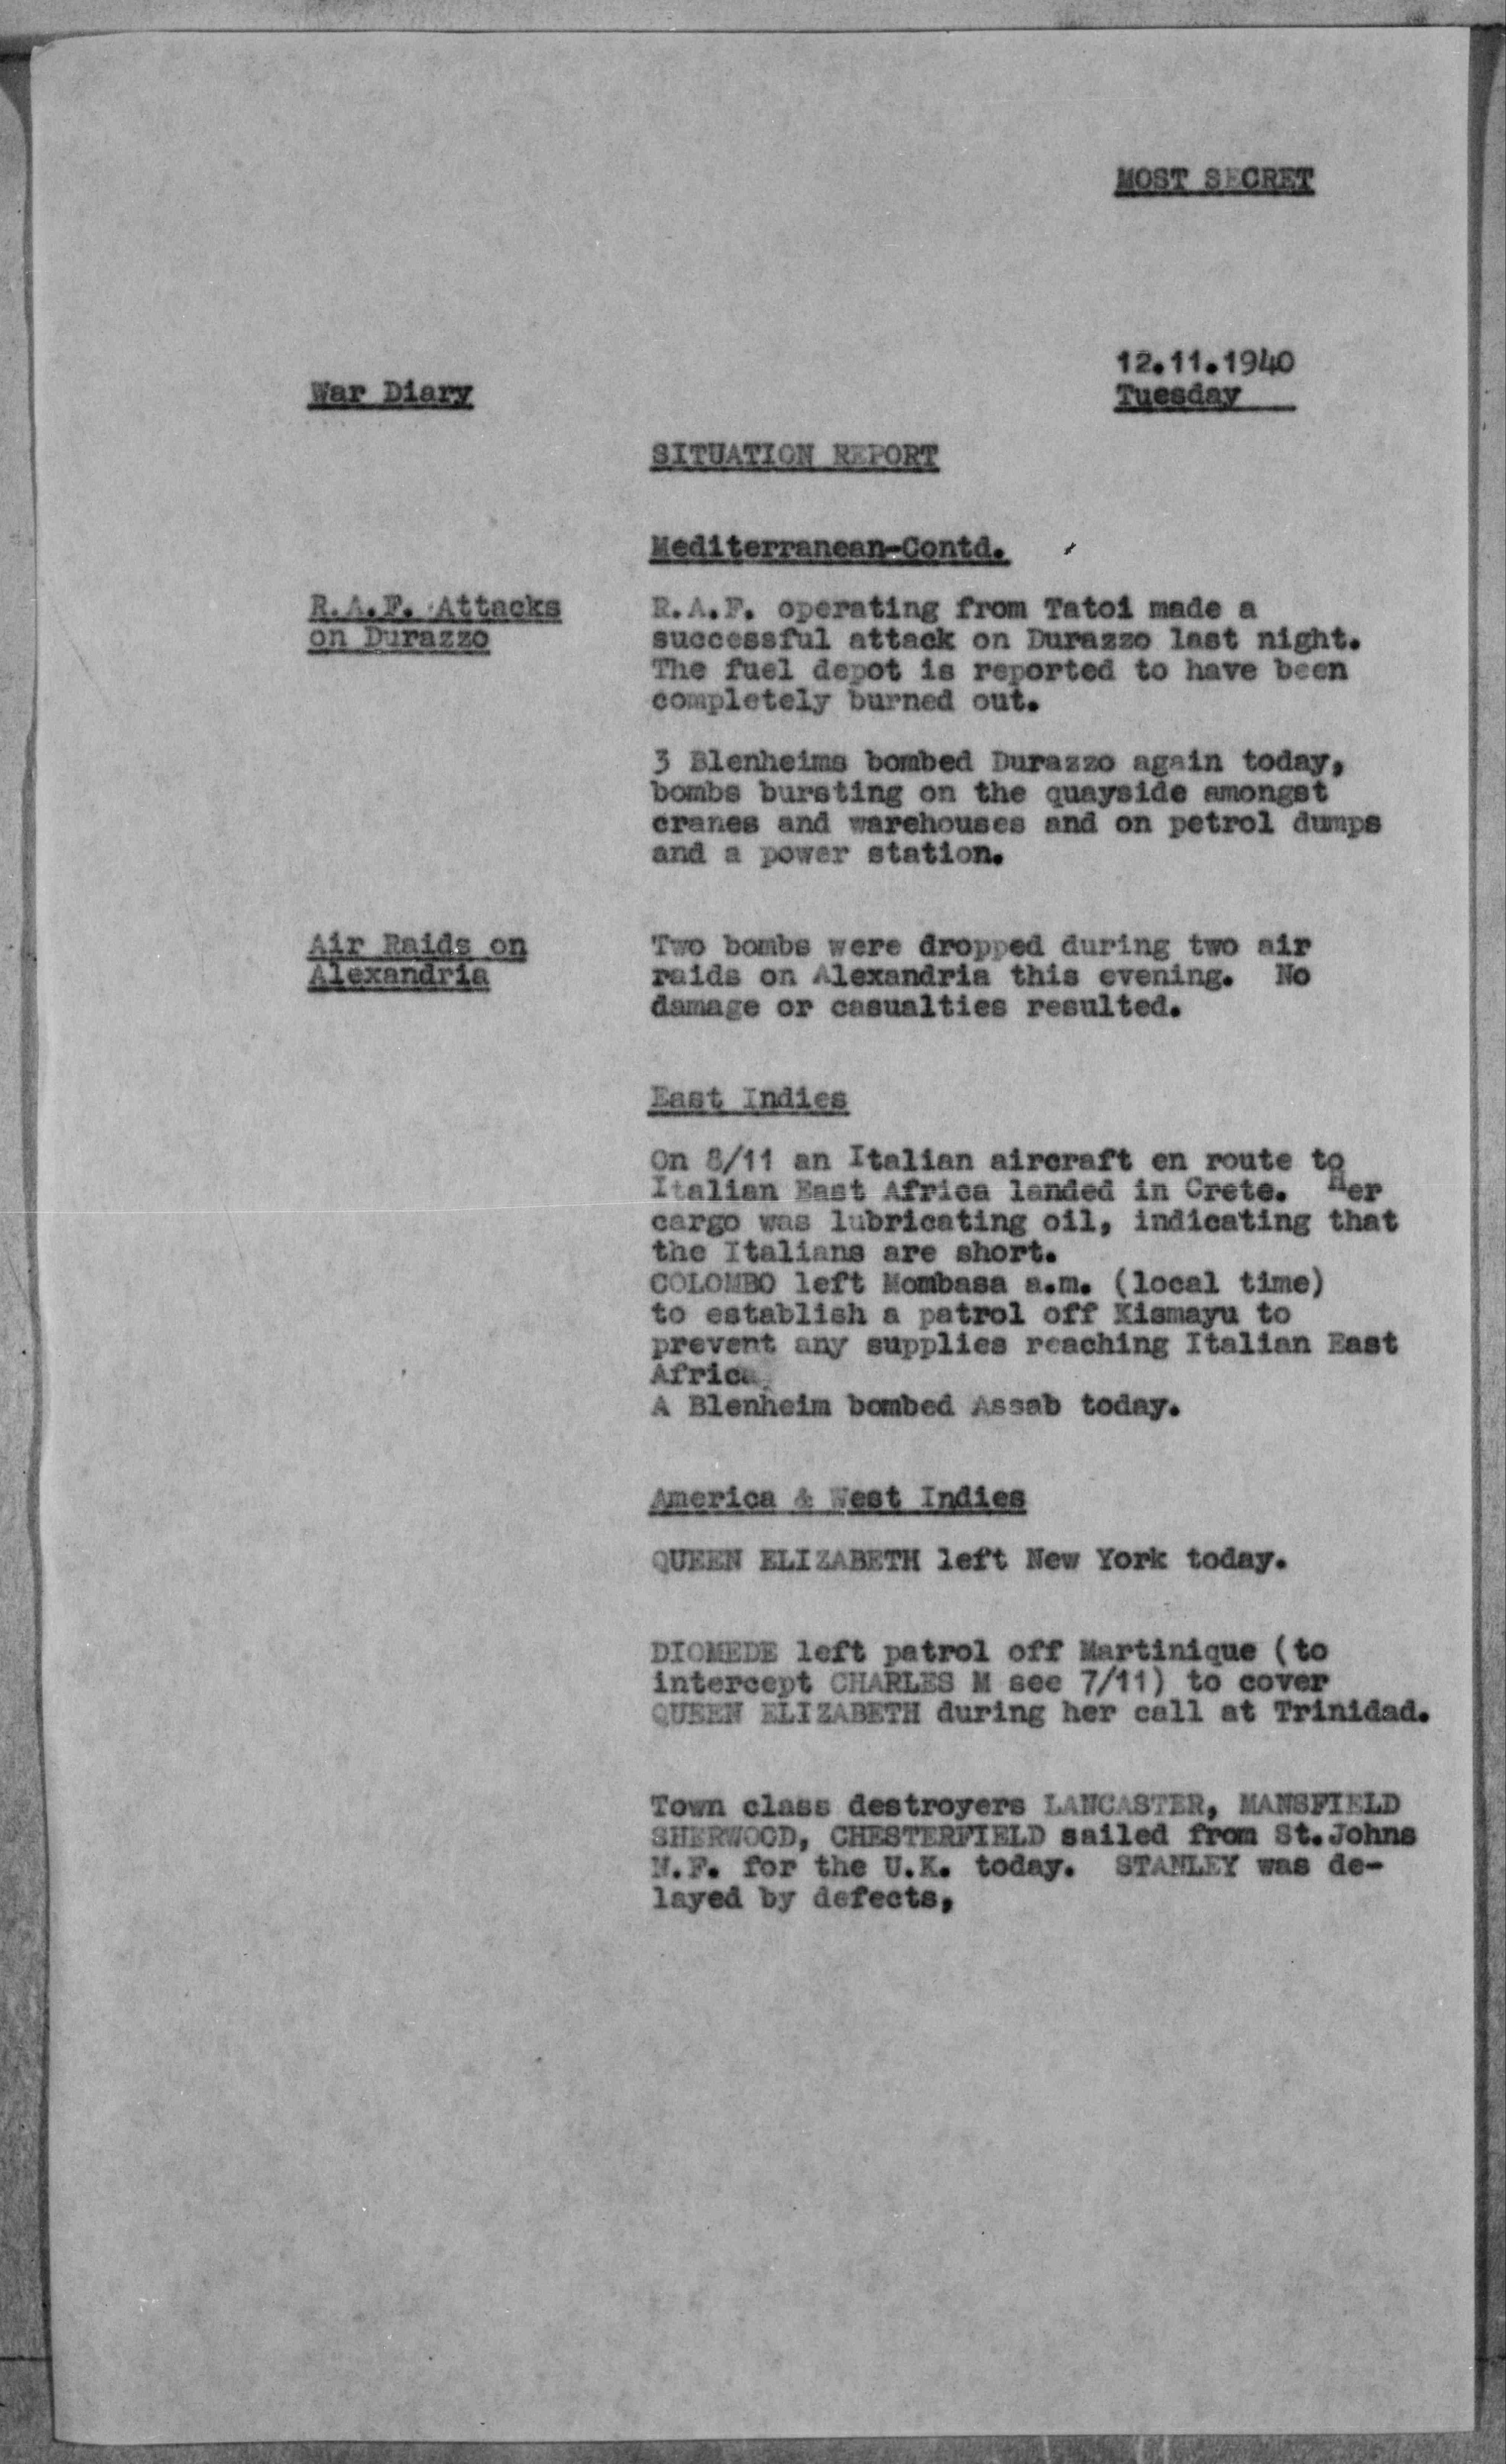 MOST SECRET
12.11.1940
War Diary
Tuesday
SITUATION REPORT
Mediterranean-Contd.
R.A.F. Attacks
on Durazzo
R.A.F. operating from Tatoi made a
successful attack on Durazzo last night.
The fuel depot is reported to have been
completely burned out.
3 Blenheims bombed Durazzo again today,
bombs bursting on the quayside amongst
cranes and warehouses and on petrol dumps
and a power station.
Air Raids on
Alexandria
Two bombs were dropped during two air
raids on Alexandria this evening. No
damage or casualties resulted.
East Indies
On 8/11 an Italian aircraft en route to
Italian East Africa landed in Crete. Her
cargo was lubricating oil, indicating that
the Italians are short.
COLOMBO left Mombasa a.m. (local time)
to establish a patrol off Kismayu to
prevent any supplies reaching Italian East
Africa.
A Blenheim bombed Assab today.
America & West Indies
QUEEN ELIZABETH left New York today.
DIOMEDE left patrol off Martinique (to
intercept CHARLES M see 7/11) to cover
QUEEN ELIZABETH during her call at Trinidad.
Town class destroyers LANCASTER, MANSFIELD
SHERWOOD, CHESTERFIELD sailed from St.Johns
N.F. for the U.K. today. STANLEY was de-
layed by defects,